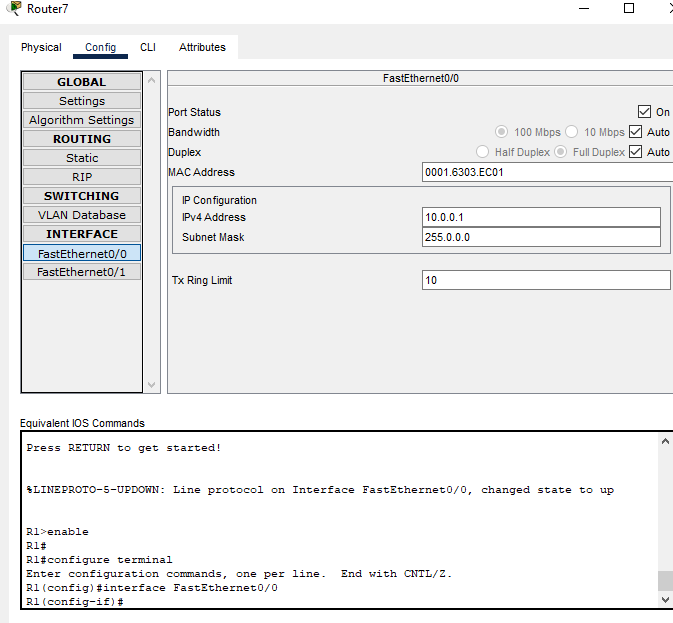 Router7
Physical Config CLI Attributes
GLOBAL
Settings
Algorithm Settings
ROUTING
Static
RIP
SWITCHING
VLAN Database
INTERFACE
FastEthernet0/0
FastEthernet0/1
FastEthernet0/0
Port Status On
Bandwidth 100 Mbps 10 Mbps Auto
Duplex Half Duplex Full Duplex Auto
MAC Address 0001.6303.EC01
IP Configuration
IPv4 Address 10.0.0.1
Subnet Mask 255.0.0.0
Tx Ring Limit 10
Equivalent IOS Commands
Press RETURN to get started!
%LINEPROTO-5-UPDOWN: Line protocol on Interface FastEthernet0/0, changed state to up
R1>enable
R1#
R1#configure terminal
Enter configuration commands, one per line.  End with CNTL/Z.
R1(config)#interface FastEthernet0/0
R1(config-if)#